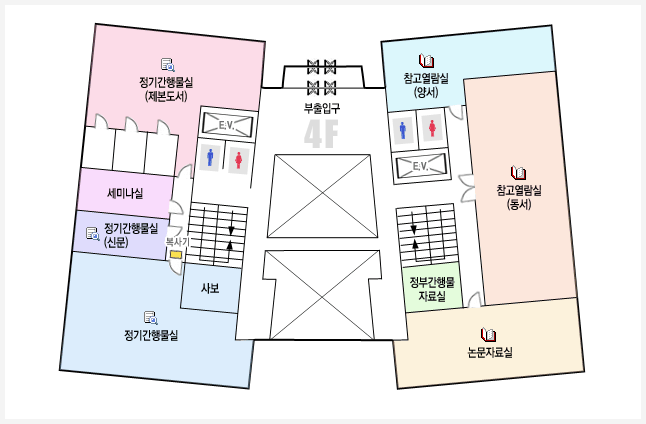 정기간행물실
(제본도서)
E.V.
세미나실
정기간행물실
(신문)
복사기
사보
정기간행물실
부출입구
4F
참고열람실
(양서)
E.V.
참고열람실
(동서)
정부간행물
자료실
논문자료실